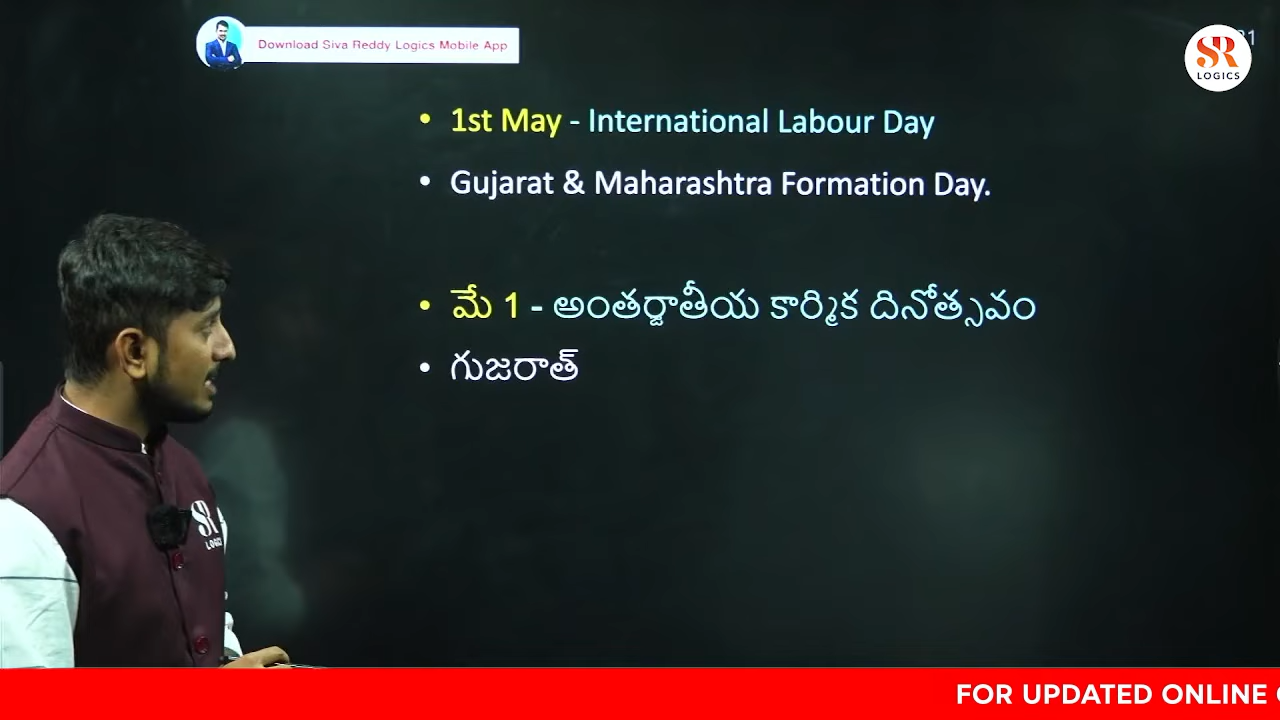 Download Siva Reddy Logics Mobile App
SR
LOGICS
• 1st May - International Labour Day
• Gujarat & Maharashtra Formation Day.
• మే 1 - అంతర్జాతీయ కార్మిక దినోత్సవం
• గుజరాత్
SR
FOR UPDATED ONLINE